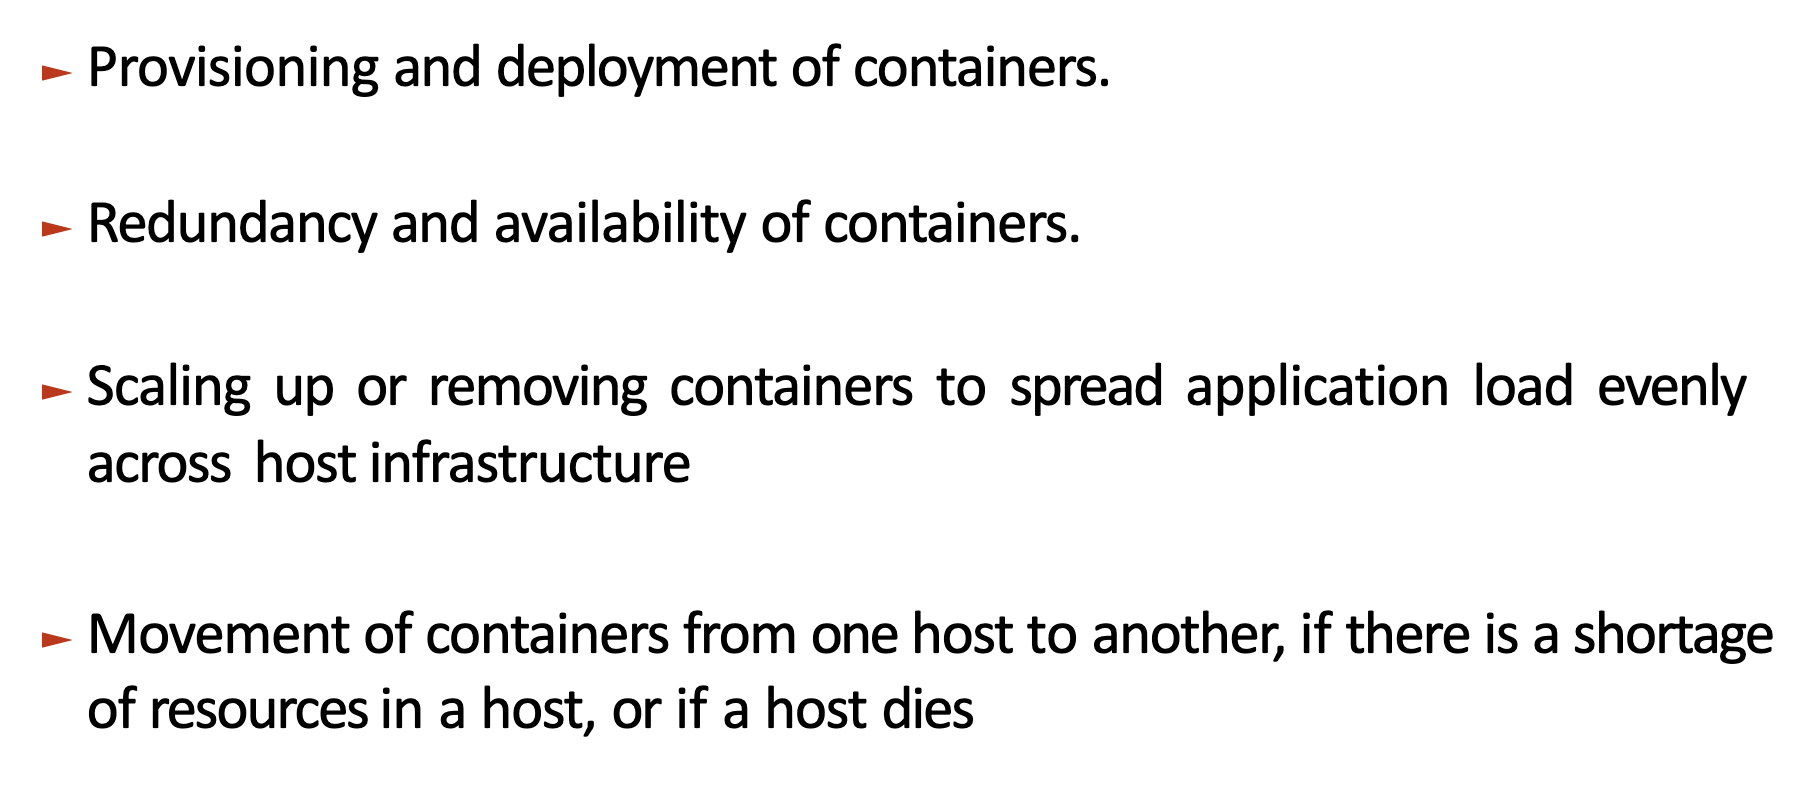 ► Provisioning and deployment of containers.
► Redundancy and availability of containers.
► Scaling up or removing containers to spread application load evenly
across host infrastructure
► Movement of containers from one host to another, if there is a shortage
of resources in a host, or if a host dies